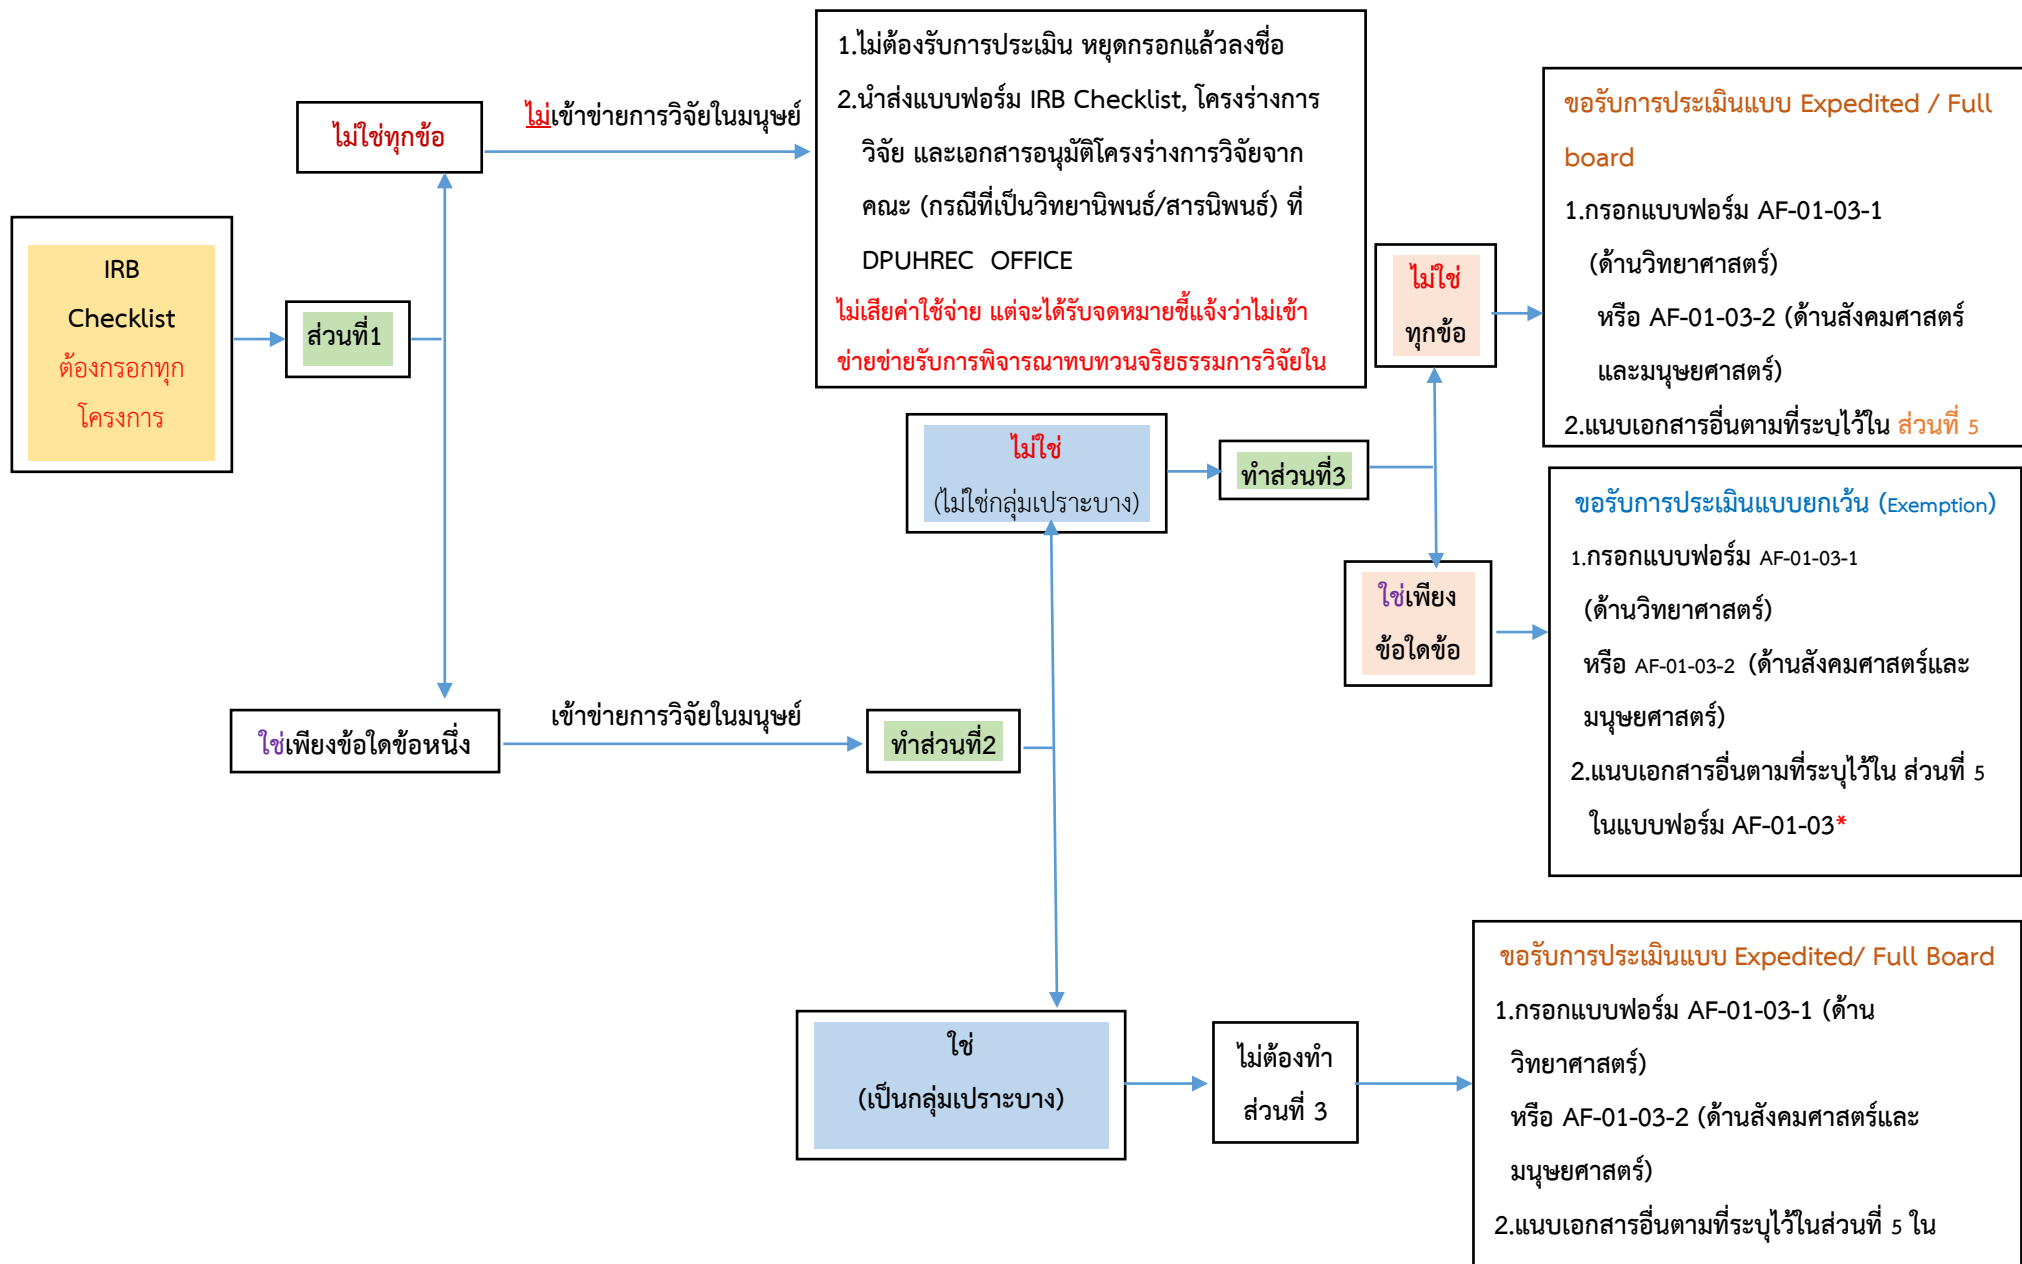 IRB
Checklist
ต้องกรอกทุก
โครงการ
ส่วนที่1
ไม่ใช่ทุกข้อ
ไม่เข้าข่ายการวิจัยในมนุษย์
1.ไม่ต้องรับการประเมิน หยุดกรอกแล้วลงชื่อ
2.นำส่งแบบฟอร์ม IRB Checklist, โครงร่างการ
วิจัย และเอกสารอนุมัติโครงร่างการวิจัยจาก
คณะ (กรณีที่เป็นวิทยานิพนธ์/สารนิพนธ์) ที่
DPUHREC OFFICE
ไม่เสียค่าใช้จ่าย แต่จะได้รับจดหมายชี้แจงว่าไม่เข้า
ข่ายข่ายรับการพิจารณาทบทวนจริยธรรมการวิจัยใน
ใช่เพียงข้อใดข้อหนึ่ง
เข้าข่ายการวิจัยในมนุษย์
ทำส่วนที่2
ไม่ใช่
(ไม่ใช่กลุ่มเปราะบาง)
ทำส่วนที่3
ไม่ใช่
ทุกข้อ
ขอรับการประเมินแบบ Expedited / Full
board
1.กรอกแบบฟอร์ม AF-01-03-1
(ด้านวิทยาศาสตร์)
หรือ AF-01-03-2 (ด้านสังคมศาสตร์
และมนุษยศาสตร์)
2.แนบเอกสารอื่นตามที่ระบุไว้ใน ส่วนที่ 5
ใช่เพียง
ข้อใดข้อ
ขอรับการประเมินแบบยกเว้น (Exemption)
1.กรอกแบบฟอร์ม AF-01-03-1
(ด้านวิทยาศาสตร์)
หรือ AF-01-03-2 (ด้านสังคมศาสตร์และ
มนุษยศาสตร์)
2.แนบเอกสารอื่นตามที่ระบุไว้ใน ส่วนที่ 5
ในแบบฟอร์ม AF-01-03*
ใช่
(เป็นกลุ่มเปราะบาง)
ไม่ต้องทำ
ส่วนที่ 3
ขอรับการประเมินแบบ Expedited/ Full Board
1.กรอกแบบฟอร์ม AF-01-03-1 (ด้าน
วิทยาศาสตร์)
หรือ AF-01-03-2 (ด้านสังคมศาสตร์และ
มนุษยศาสตร์)
2.แนบเอกสารอื่นตามที่ระบุไว้ในส่วนที่ 5 ใน